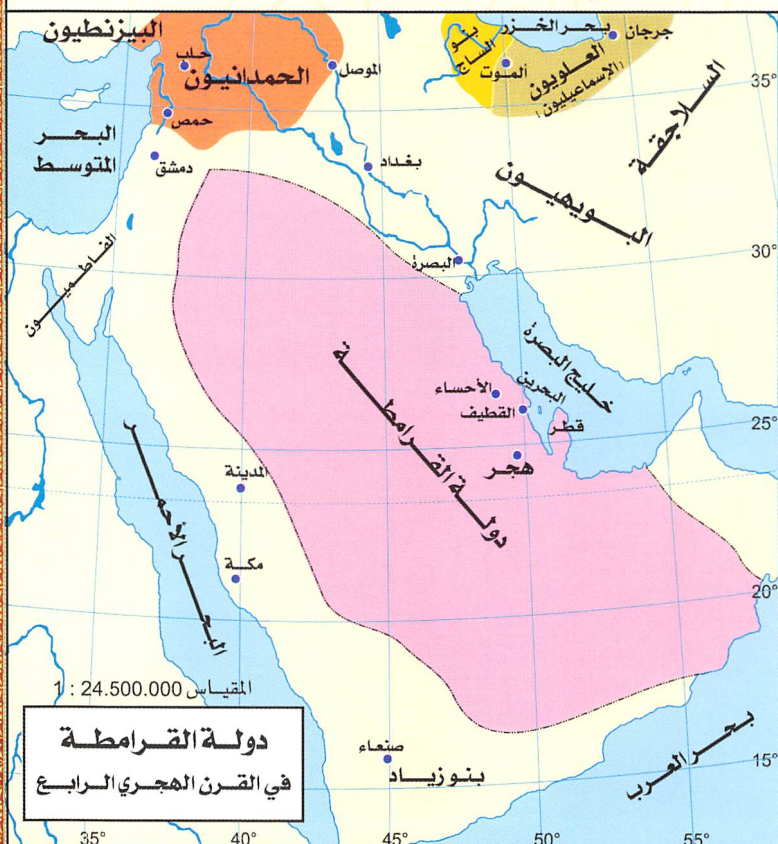 البيزنطيون
حلب
الحمدانيون
الموصل
حمص
بنو
الساج
بحر الخزر
جرجان
ألموت
العلويون
(الإسماعيليون)
السلاجقة
35°
البحر
المتوسط
دمشق
بغداد
البويهيون
30°
الفاطميون
البصرة
خليج البصرة
الأحساء
البحرين
القطيف
قطر
25°
هجر
دولة القرامطة
المدينة
البحر الأحمر
مكة
20°
المقياس 24.500.000 : 1
دولة القرامطة
في القرن الهجري الرابع
صنعاء
بنو زياد
بحر العرب
15°
35°
40°
45°
50°
55°